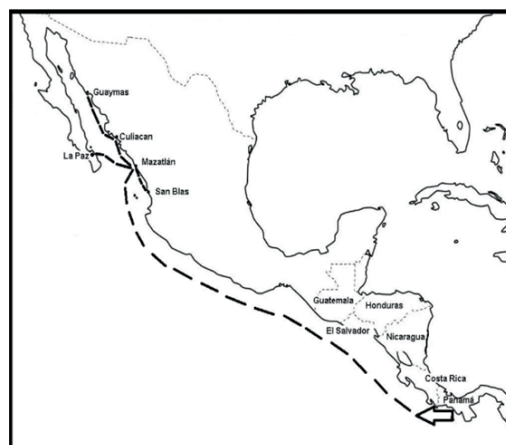 Guaymas
Culiacan
La Paz
Mazatlán
San Blas
Guatemala
Honduras
El Salvador
Nicaragua
Costa Rica
Panamá